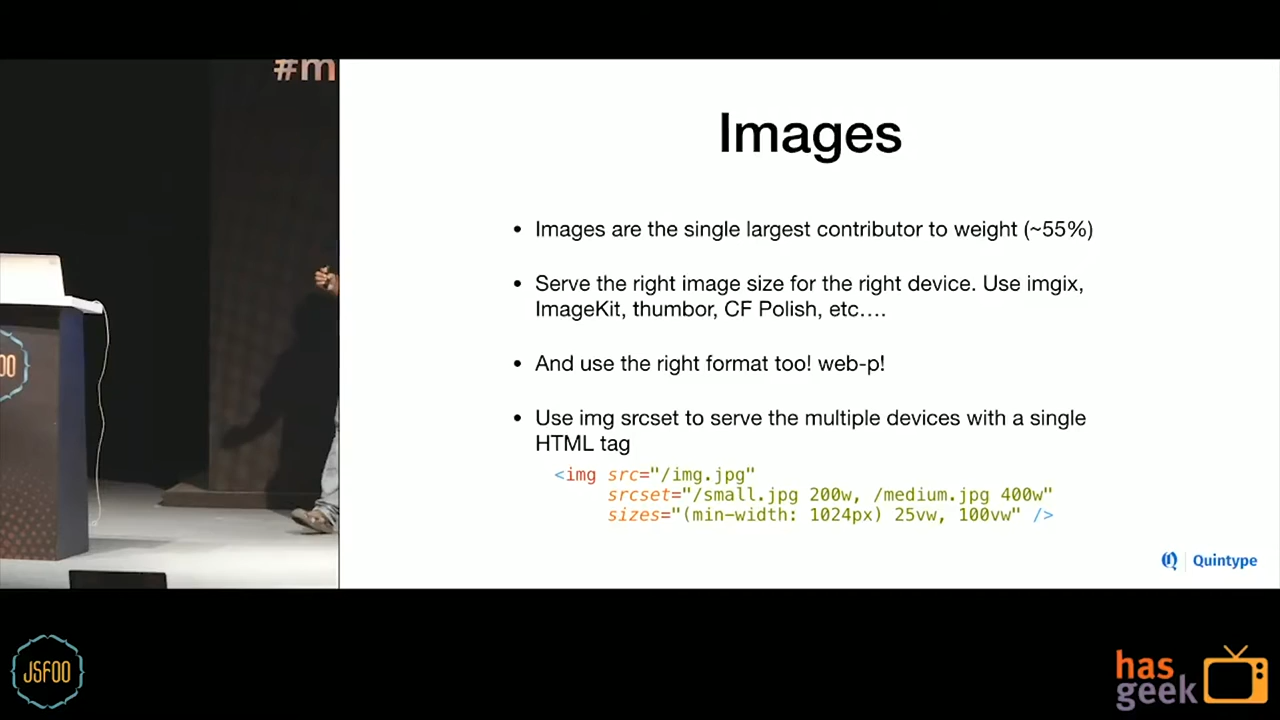 #m
Images
• Images are the single largest contributor to weight (~55%)
• Serve the right image size for the right device. Use imgix,
ImageKit, thumbor, CF Polish, etc….
• And use the right format too! web-p!
• Use img srcset to serve the multiple devices with a single
HTML tag
<img src="/img.jpg"
srcset="/small.jpg 200w, /medium.jpg 400w"
sizes="(min-width: 1024px) 25vw, 100vw" />
Quintype
OO
JSFOO
has
geek